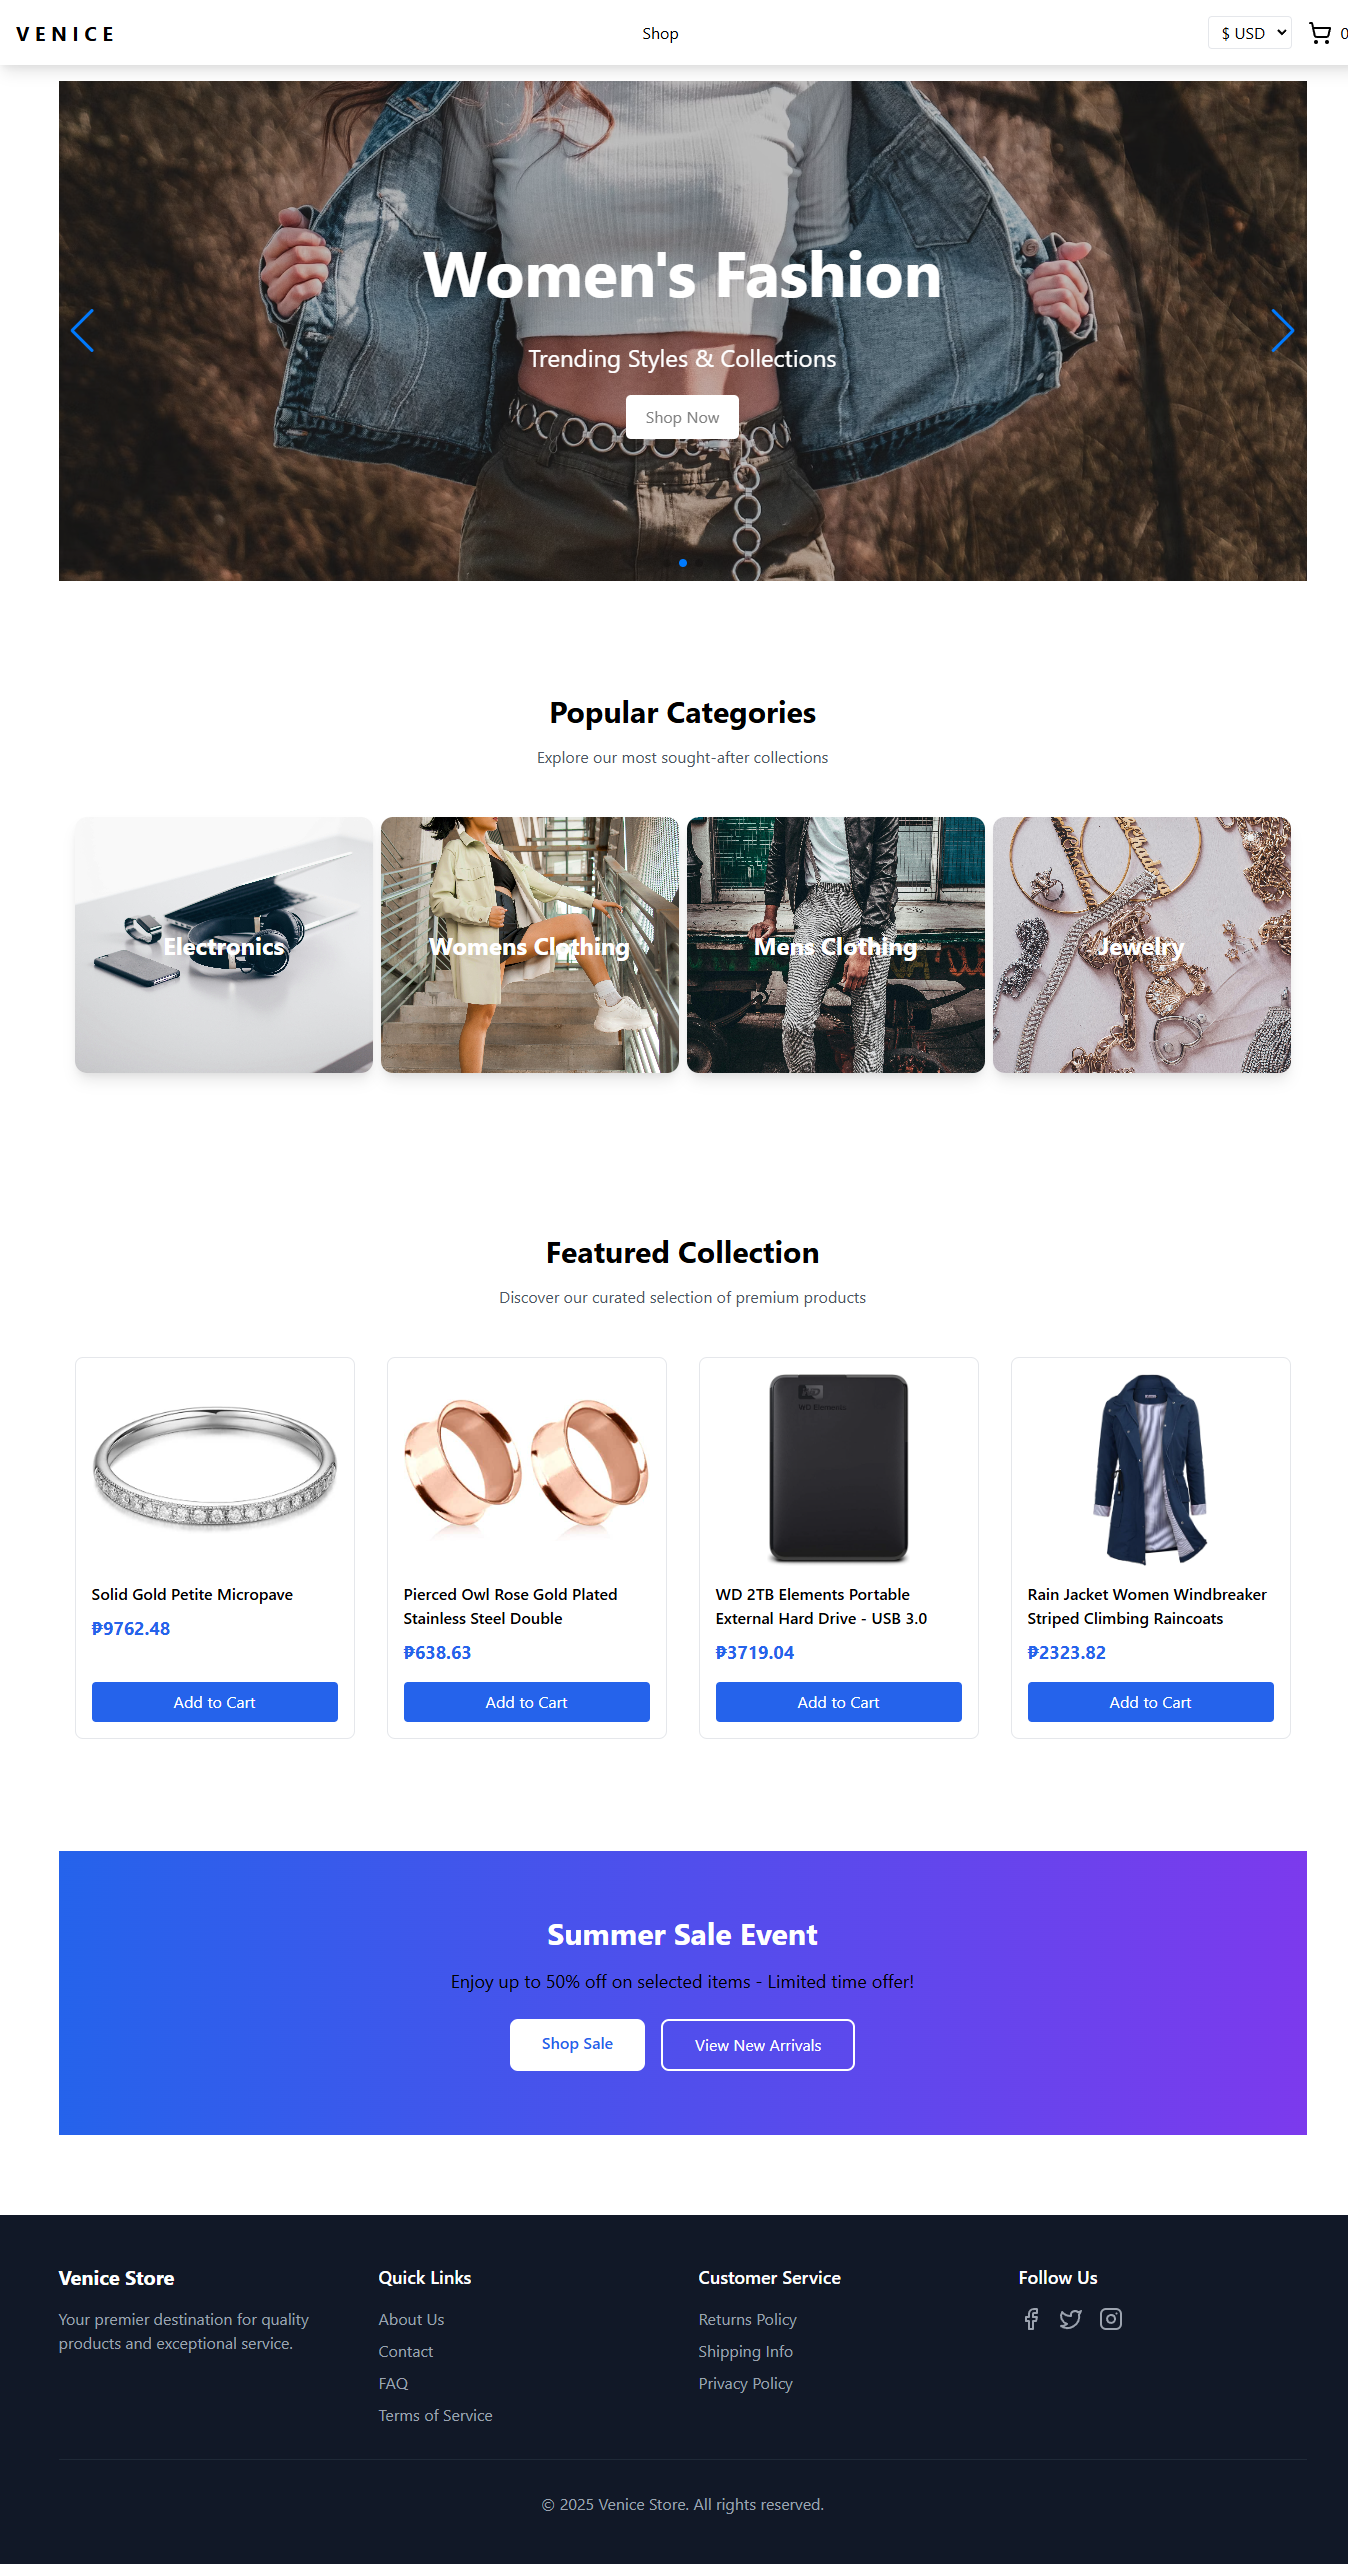 VENICE
Shop
$ USD
0
Women's Fashion
Trending Styles & Collections
Shop Now
Popular Categories
Explore our most sought-after collections
Electronics
Womens Clothing
Mens Clothing
Jewelry
Featured Collection
Discover our curated selection of premium products
WD
WD Elements
Solid Gold Petite Micropave
₱9762.48
Add to Cart
Pierced Owl Rose Gold Plated
Stainless Steel Double
₱638.63
Add to Cart
WD 2TB Elements Portable
External Hard Drive - USB 3.0
₱3719.04
Add to Cart
Rain Jacket Women Windbreaker
Striped Climbing Raincoats
₱2323.82
Add to Cart
Summer Sale Event
Enjoy up to 50% off on selected items - Limited time offer!
Shop Sale
View New Arrivals
Venice Store
Your premier destination for quality
products and exceptional service.
Quick Links
About Us
Contact
FAQ
Terms of Service
Customer Service
Returns Policy
Shipping Info
Privacy Policy
Follow Us
© 2025 Venice Store. All rights reserved.